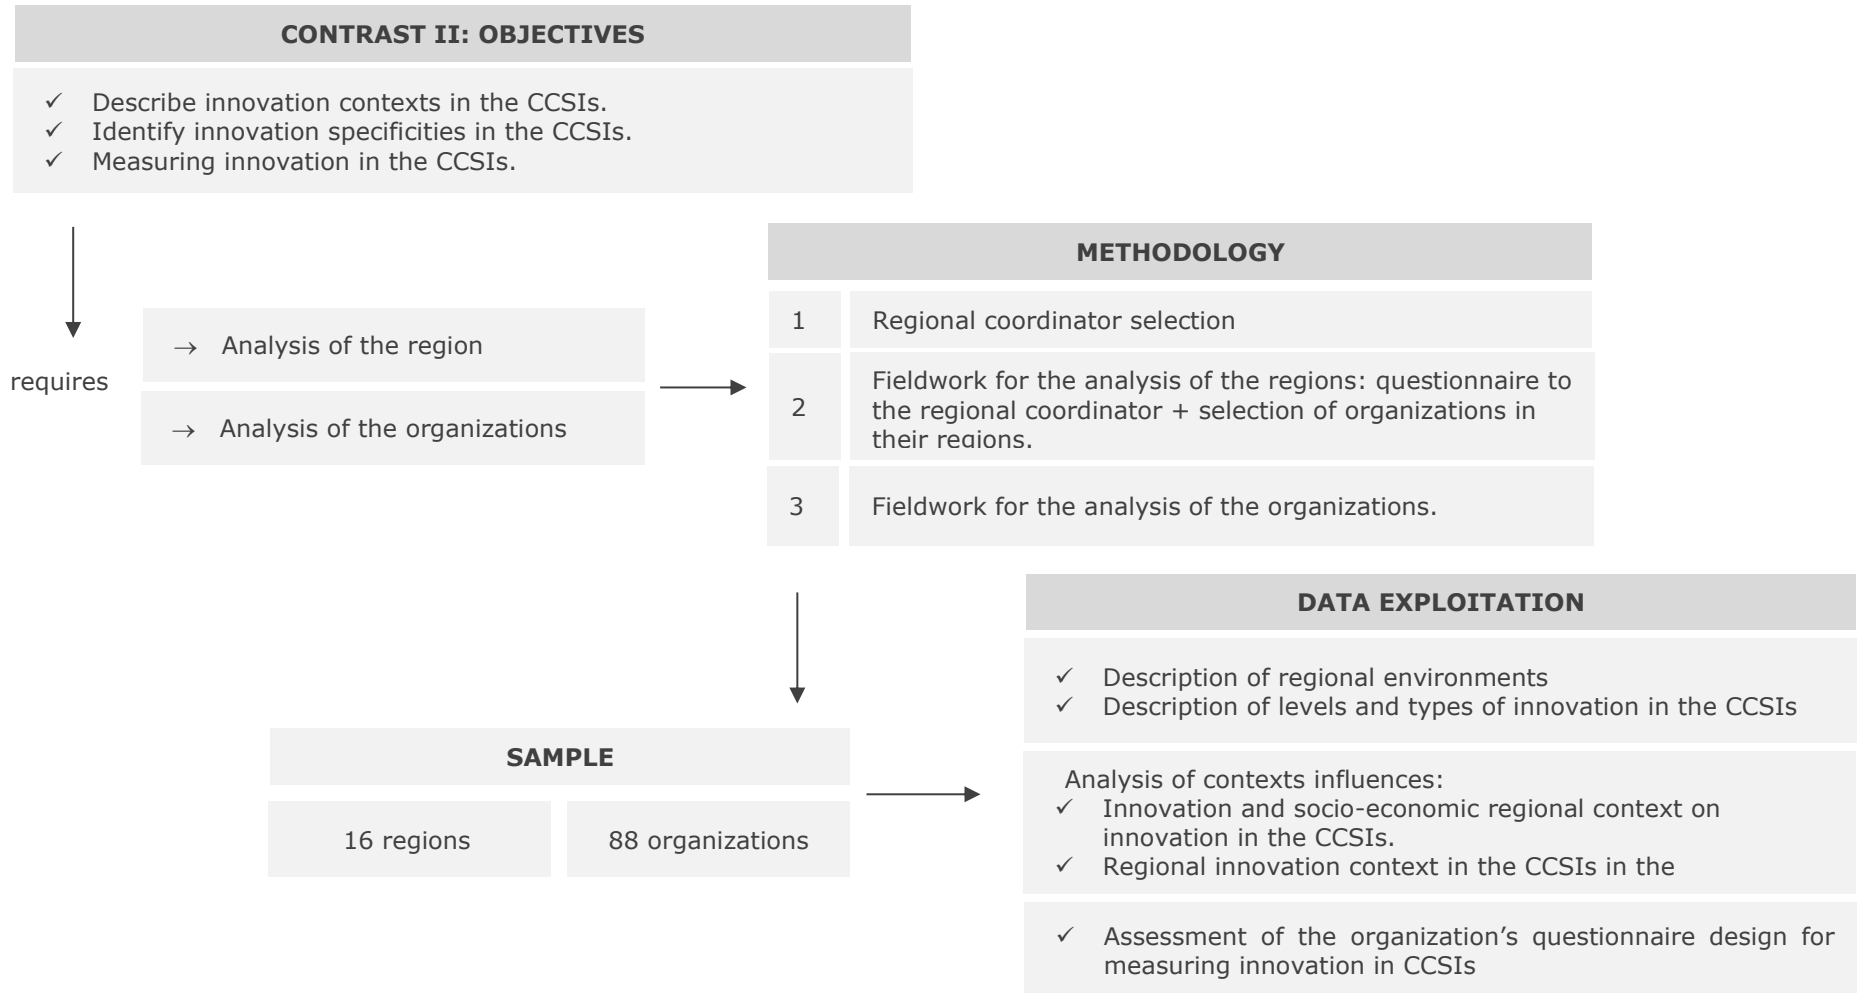 CONTRAST II: OBJECTIVES
✓ Describe innovation contexts in the CCSIs.
✓ Identify innovation specificities in the CCSIs.
✓ Measuring innovation in the CCSIs.
requires
→ Analysis of the region
→ Analysis of the organizations
METHODOLOGY
1 Regional coordinator selection
2 Fieldwork for the analysis of the regions: questionnaire to
the regional coordinator + selection of organizations in
their regions.
3 Fieldwork for the analysis of the organizations.
SAMPLE
16 regions
88 organizations
DATA EXPLOITATION
✓ Description of regional environments
✓ Description of levels and types of innovation in the CCSIs
Analysis of contexts influences:
✓ Innovation and socio-economic regional context on
innovation in the CCSIs.
✓ Regional innovation context in the CCSIs in the
✓ Assessment of the organization’s questionnaire design for
measuring innovation in CCSIs